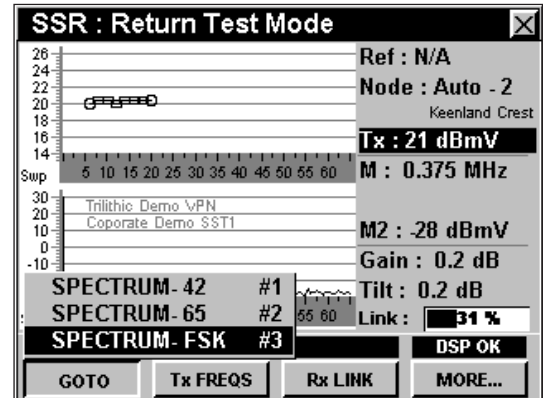 SSR : Return Test Mode
Ref : N/A
Node : Auto - 2
Keenland Crest
Tx : 21 dBmV
M : 0.375 MHz
M2 : -28 dBmV
Gain : 0.2 dB
Tilt : 0.2 dB
Link : 31 %
DSP OK
26
24
22
20
18
16
14
Swp 5 10 15 20 25 30 35 40 45 50 55 60
30
20
10
0
-10
Trilithic Demo VPN
Coporate Demo SST1
55 60
SPECTRUM- 42 #1
SPECTRUM- 65 #2
SPECTRUM- FSK #3
GOTO
Tx FREQS
Rx LINK
MORE...